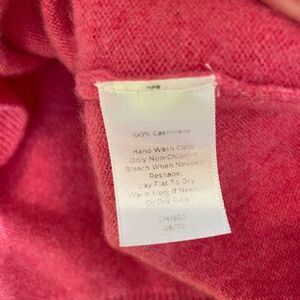 100% Cashmere
Hand Wash Cold
Only Non-Chlorine
Bleach When Needed
Reshape,
Lay Flat To Dry
Warm Iron, if Needed
Or Dry Clean
08/10